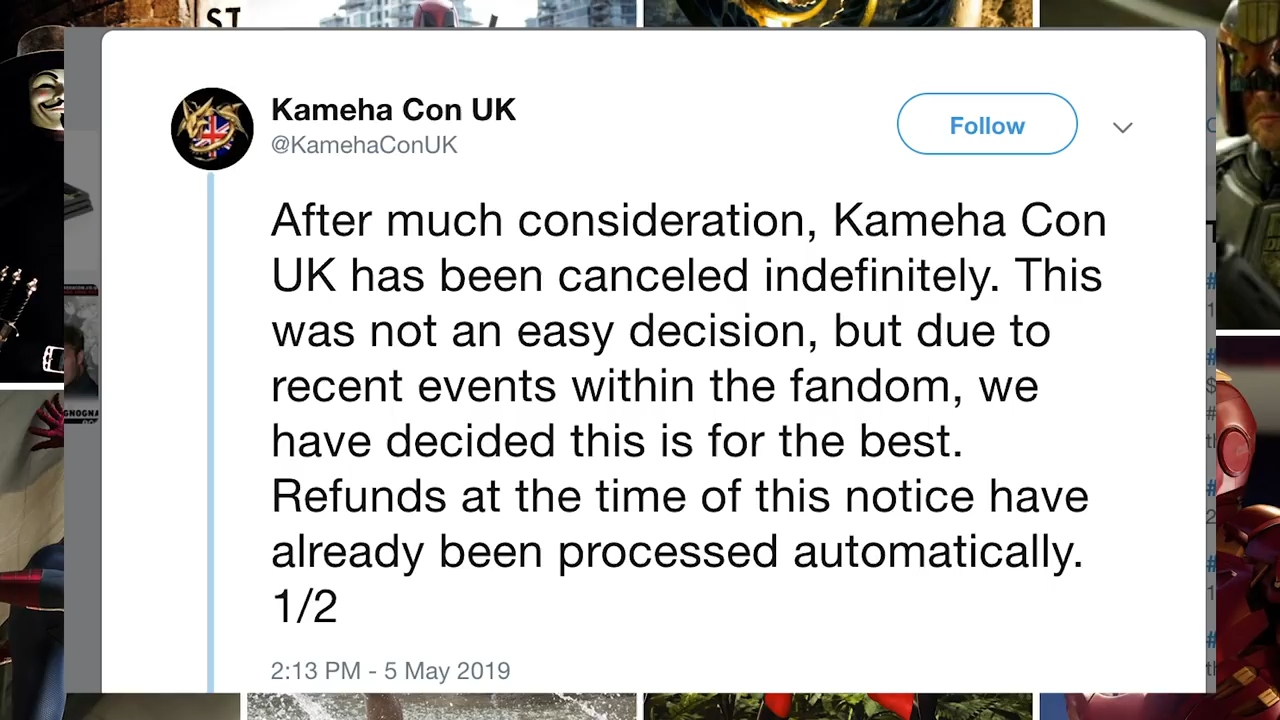 ST
Kameha Con UK
@KamehaConUK
Follow
After much consideration, Kameha Con
UK has been canceled indefinitely. This
was not an easy decision, but due to
recent events within the fandom, we
have decided this is for the best.
Refunds at the time of this notice have
already been processed automatically.
1/2
2:13 PM - 5 May 2019